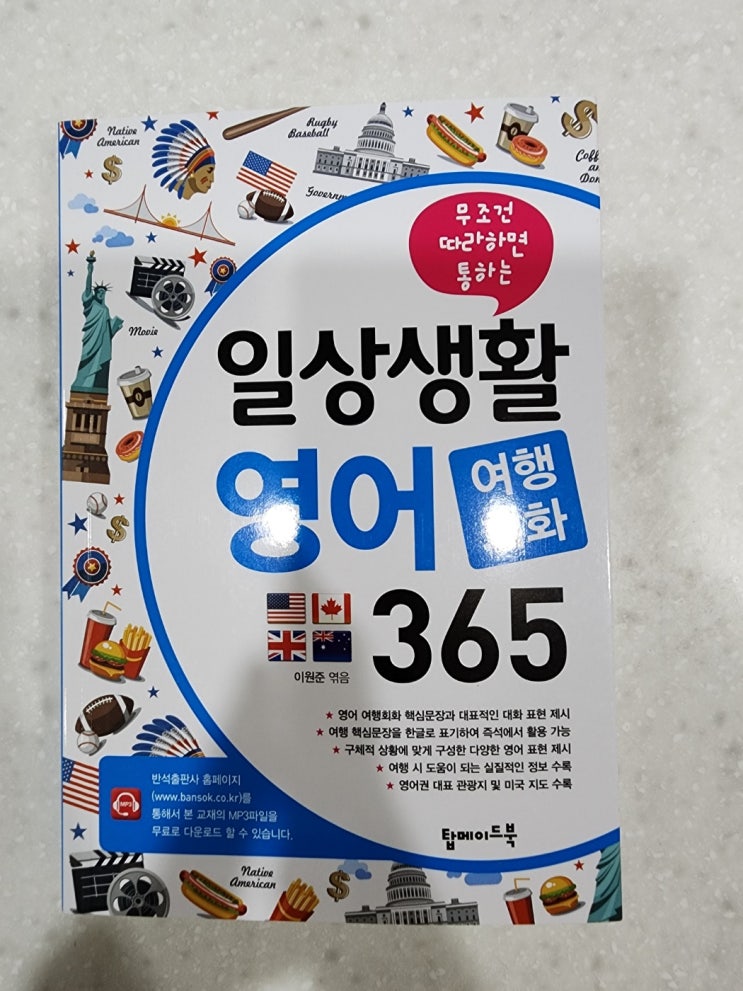 Native
American
Rugby
Baseball
무조건
따라하면
통하는
Movie
일상생활
영어
여행
화
365
이원준 엮음
★ 영어 여행회화 핵심문장과 대표적인 대화 표현 제시
★ 여행 핵심문장을 한글로 표기하여 즉석에서 활용 가능
★ 구체적 상황에 맞게 구성한 다양한 영어 표현 제시
★ 여행 시 도움이 되는 실질적인 정보 수록
★ 영어권 대표 관광지 및 미국 지도 수록
반석출판사 홈페이지
(www.bansok.co.kr)를
통해서 본 교재의 MP3파일을
무료로 다운로드 할 수 있습니다.
MP3
탑메이드북
Native
American